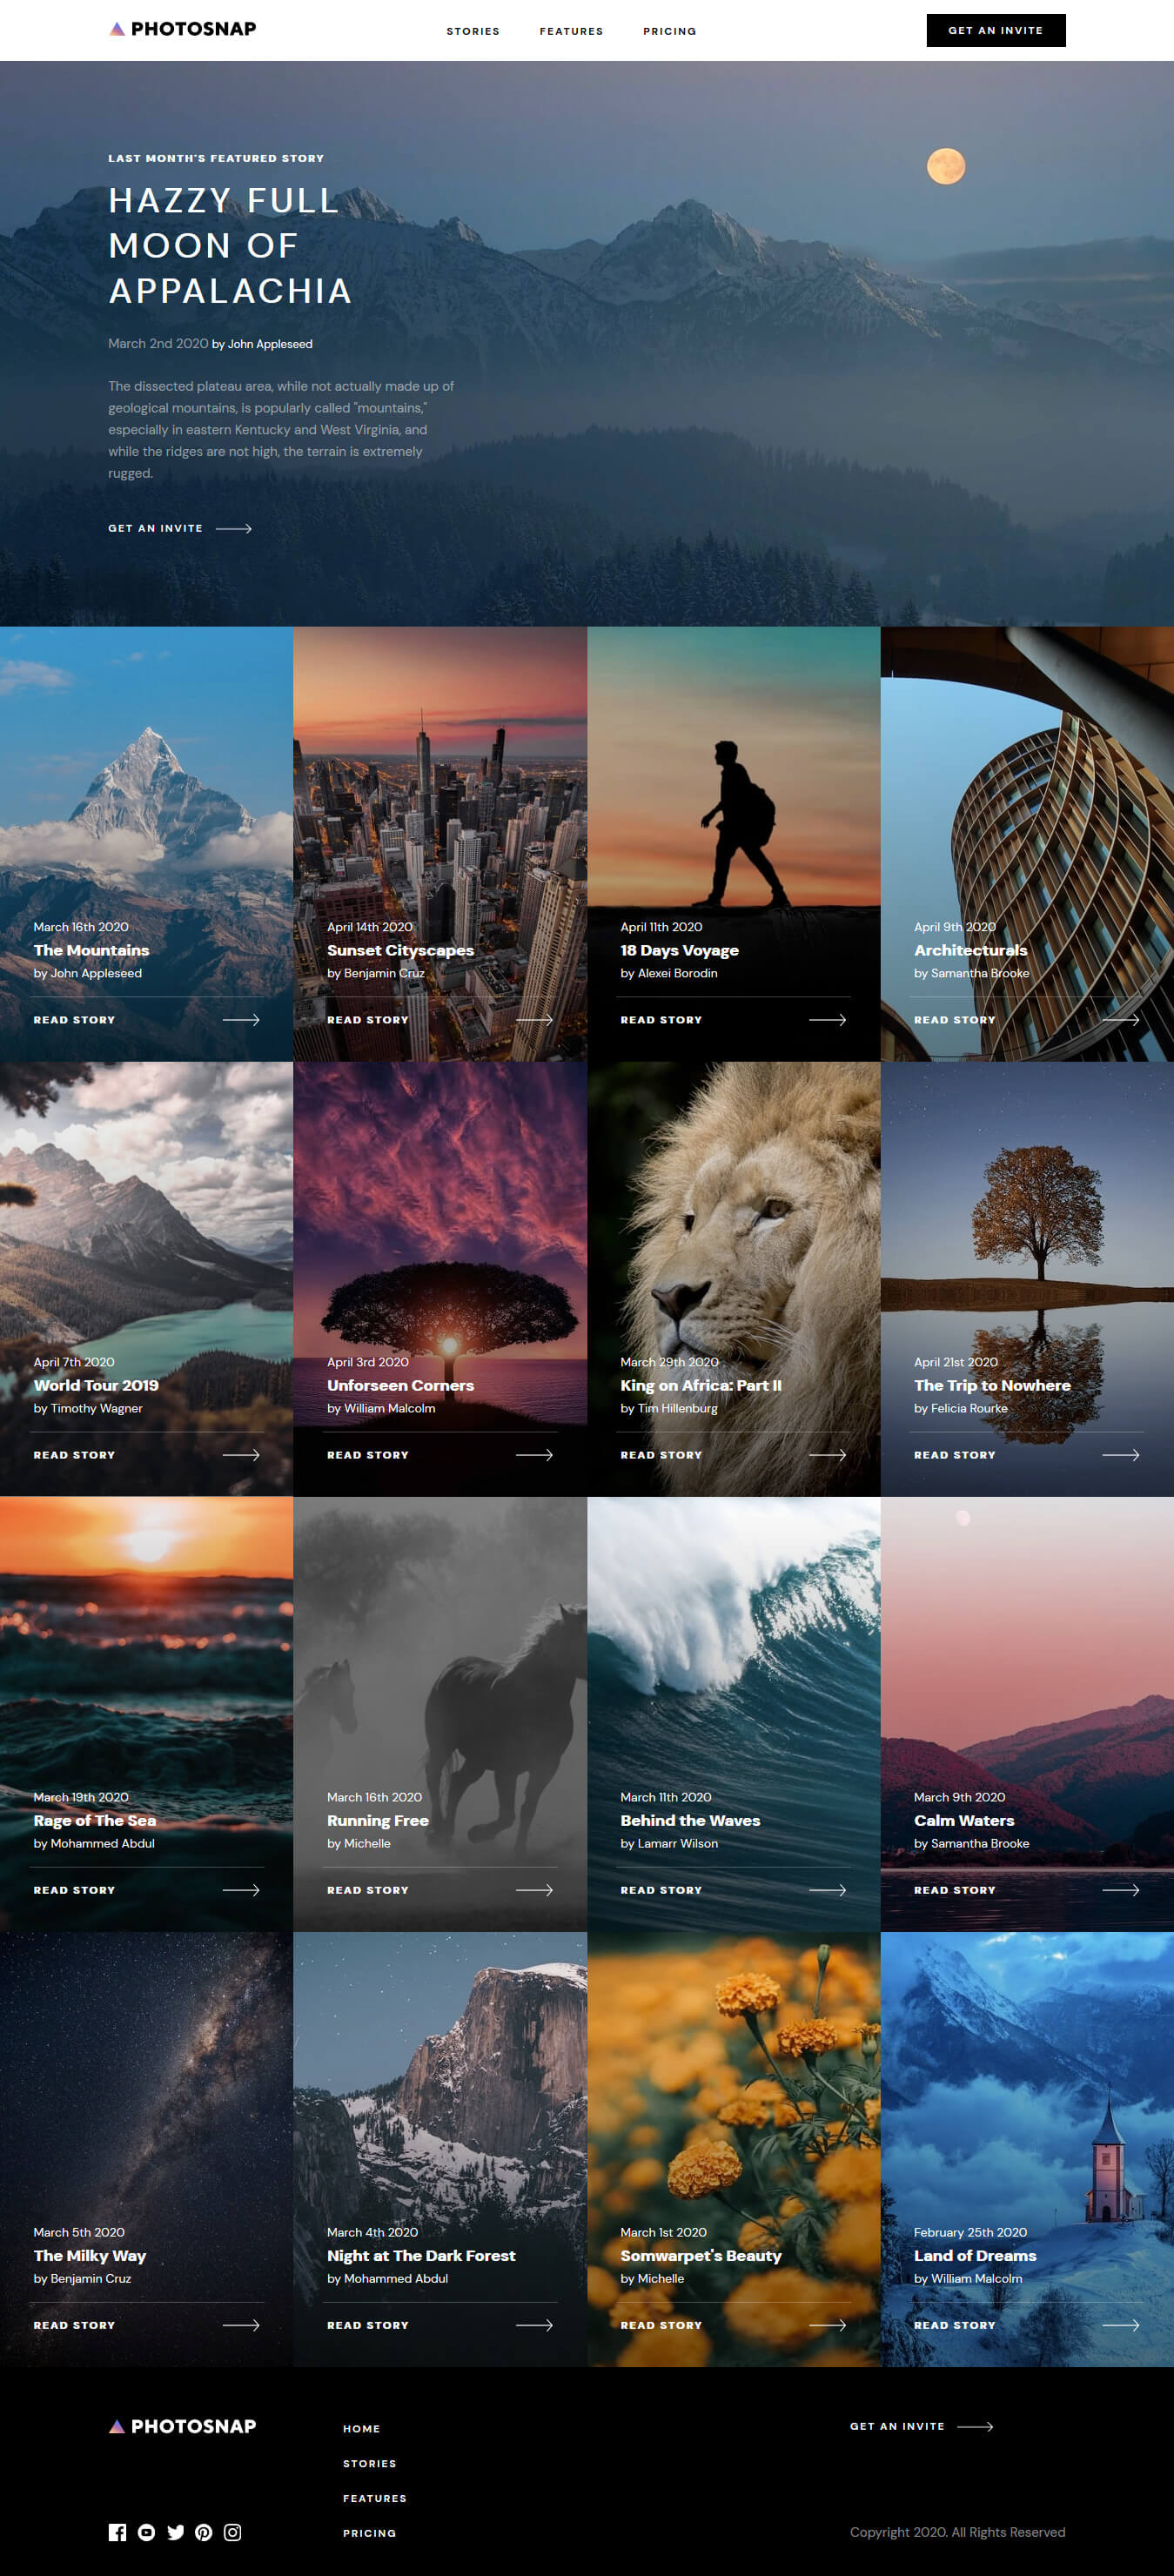 PHOTOSNAP
STORIES FEATURES PRICING
GET AN INVITE
LAST MONTH'S FEATURED STORY
HAZZY FULL
MOON OF
APPALACHIA
March 2nd 2020 by John Appleseed
The dissected plateau area, while not actually made up of
geological mountains, is popularly called "mountains,"
especially in eastern Kentucky and West Virginia, and
while the ridges are not high, the terrain is extremely
rugged.
GET AN INVITE
March 16th 2020
The Mountains
by John Appleseed
READ STORY
April 14th 2020
Sunset Cityscapes
by Benjamin Cruz
READ STORY
April 11th 2020
18 Days Voyage
by Alexei Borodin
READ STORY
April 9th 2020
Architecturals
by Samantha Brooke
READ STORY
April 7th 2020
World Tour 2019
by Timothy Wagner
READ STORY
April 3rd 2020
Unforseen Corners
by William Malcolm
READ STORY
March 29th 2020
King on Africa: Part II
by Tim Hillenburg
READ STORY
April 21st 2020
The Trip to Nowhere
by Felicia Rourke
READ STORY
March 19th 2020
Rage of The Sea
by Mohammed Abdul
READ STORY
March 16th 2020
Running Free
by Michelle
READ STORY
March 11th 2020
Behind the Waves
by Lamarr Wilson
READ STORY
March 9th 2020
Calm Waters
by Samantha Brooke
READ STORY
March 5th 2020
The Milky Way
by Benjamin Cruz
READ STORY
March 4th 2020
Night at The Dark Forest
by Mohammed Abdul
READ STORY
March 1st 2020
Somwarpet's Beauty
by Michelle
READ STORY
February 25th 2020
Land of Dreams
by William Malcolm
READ STORY
PHOTOSNAP
HOME
STORIES
FEATURES
PRICING
GET AN INVITE
Copyright 2020. All Rights Reserved